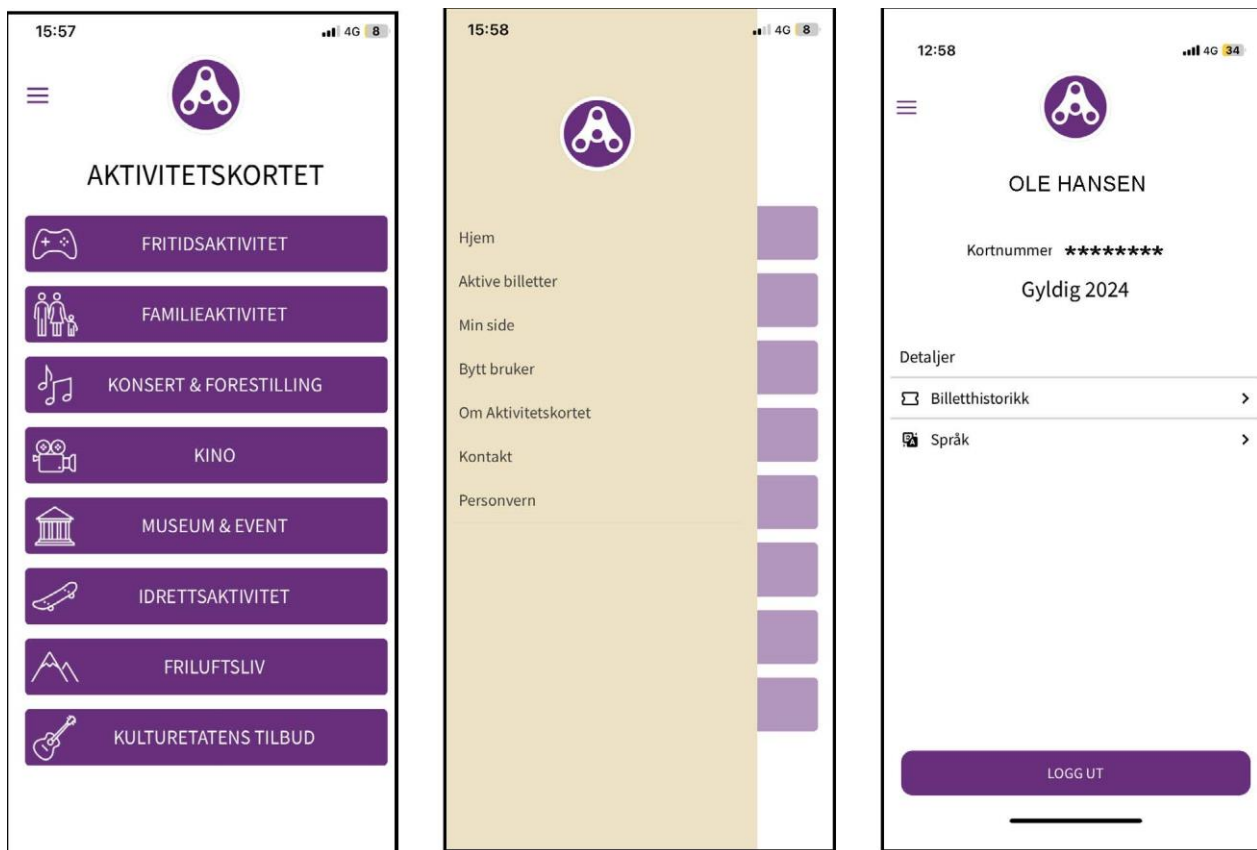 15:57
4G 8
AKTIVITETSKORTET
FRITIDSAKTIVITET
FAMILIEAKTIVITET
KONSERT & FORESTILLING
KINO
MUSEUM & EVENT
IDRETTSAKTIVITET
FRILUFTSLIV
KULTURETATENS TILBUD
15:58
4G 8
Hjem
Aktive billetter
Min side
Bytt bruker
Om Aktivitetskortet
Kontakt
Personvern
12:58
4G 34
OLE HANSEN
Kortnummer ********
Gyldig 2024
Detaljer
Billetthistorikk
Språk
LOGG UT